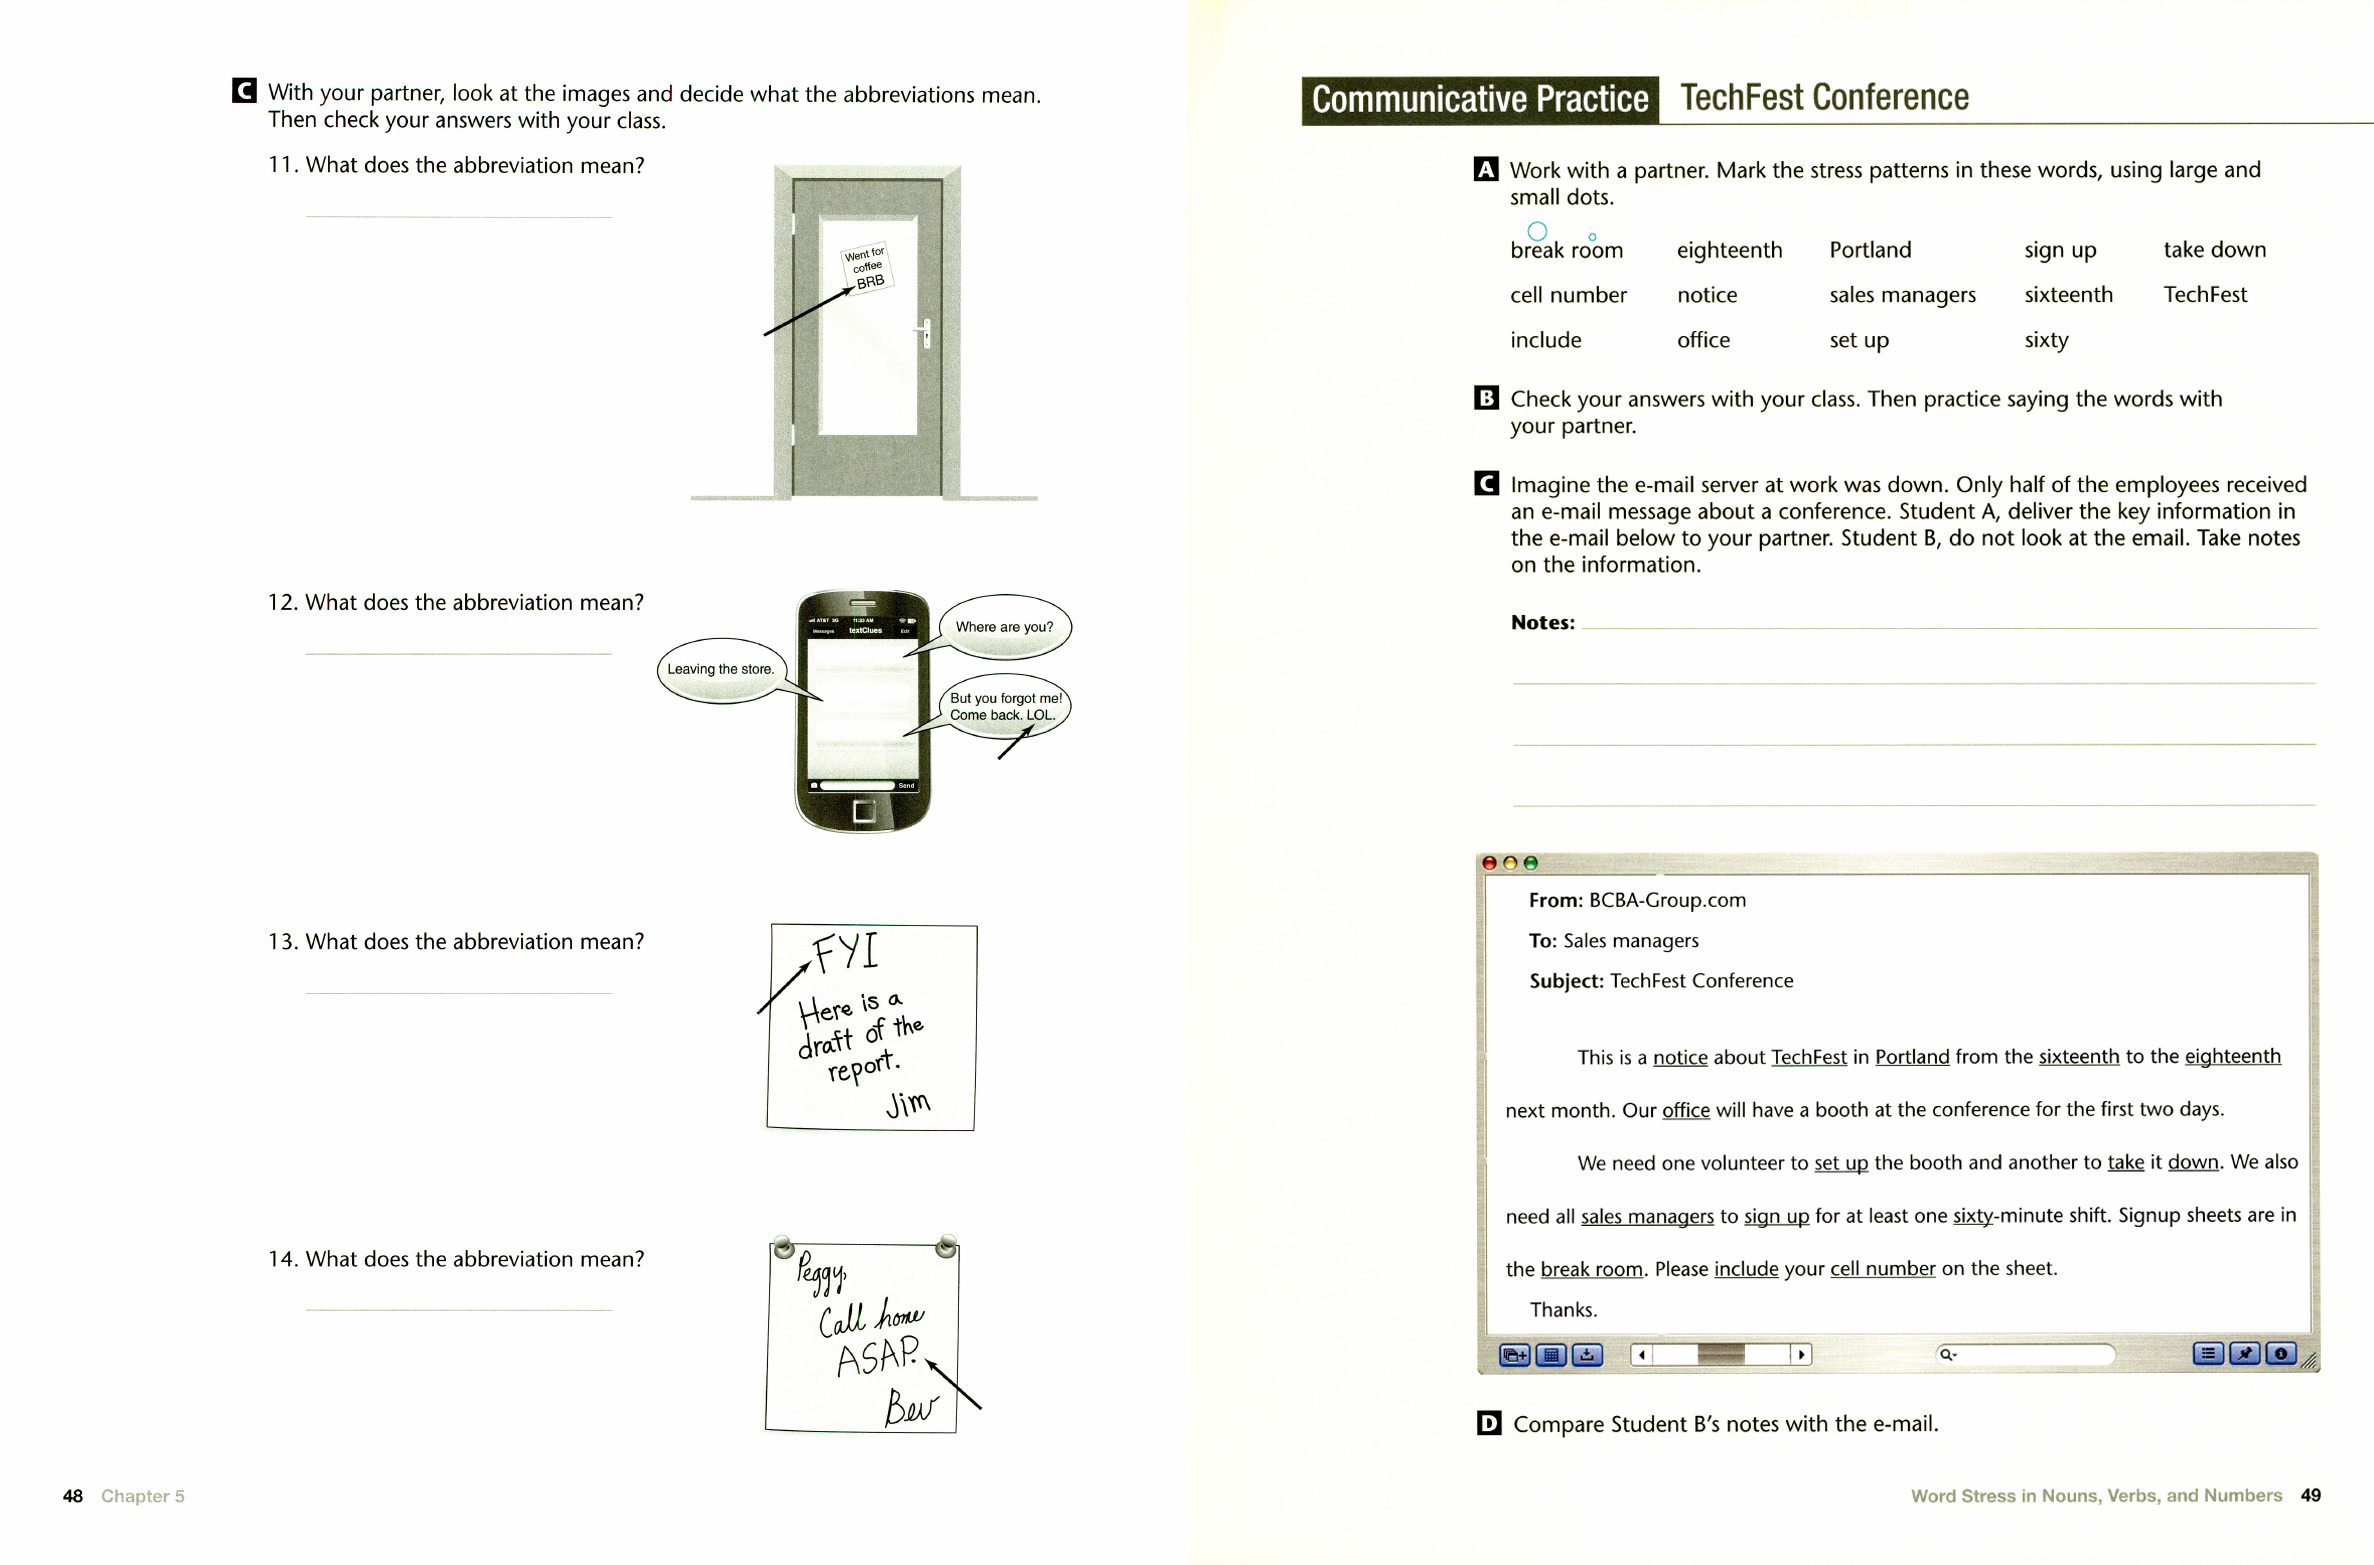 C With your partner, look at the images and decide what the abbreviations mean.
Then check your answers with your class.
11. What does the abbreviation mean?
Went for
coffee
BRB
12. What does the abbreviation mean?
AT&T 3G 11:23 AM
Messages textClues Edit
Where are you?
Leaving the store.
But you forgot me!
Come back. LOL.
Send
13. What does the abbreviation mean?
FYI
Here is a
draft of the
report.
Jim
14. What does the abbreviation mean?
Peggy,
Call home
ASAP.
Bev
48 Chapter 5
Communicative Practice TechFest Conference
A Work with a partner. Mark the stress patterns in these words, using large and
small dots.
break room eighteenth Portland sign up take down
cell number notice sales managers sixteenth TechFest
include office set up sixty
B Check your answers with your class. Then practice saying the words with
your partner.
C Imagine the e-mail server at work was down. Only half of the employees received
an e-mail message about a conference. Student A, deliver the key information in
the e-mail below to your partner. Student B, do not look at the email. Take notes
on the information.
Notes:
From: BCBA-Group.com
To: Sales managers
Subject: TechFest Conference
This is a notice about TechFest in Portland from the sixteenth to the eighteenth
next month. Our office will have a booth at the conference for the first two days.
We need one volunteer to set up the booth and another to take it down. We also
need all sales managers to sign up for at least one sixty-minute shift. Signup sheets are in
the break room. Please include your cell number on the sheet.
Thanks.
D Compare Student B's notes with the e-mail.
Word Stress in Nouns, Verbs, and Numbers 49